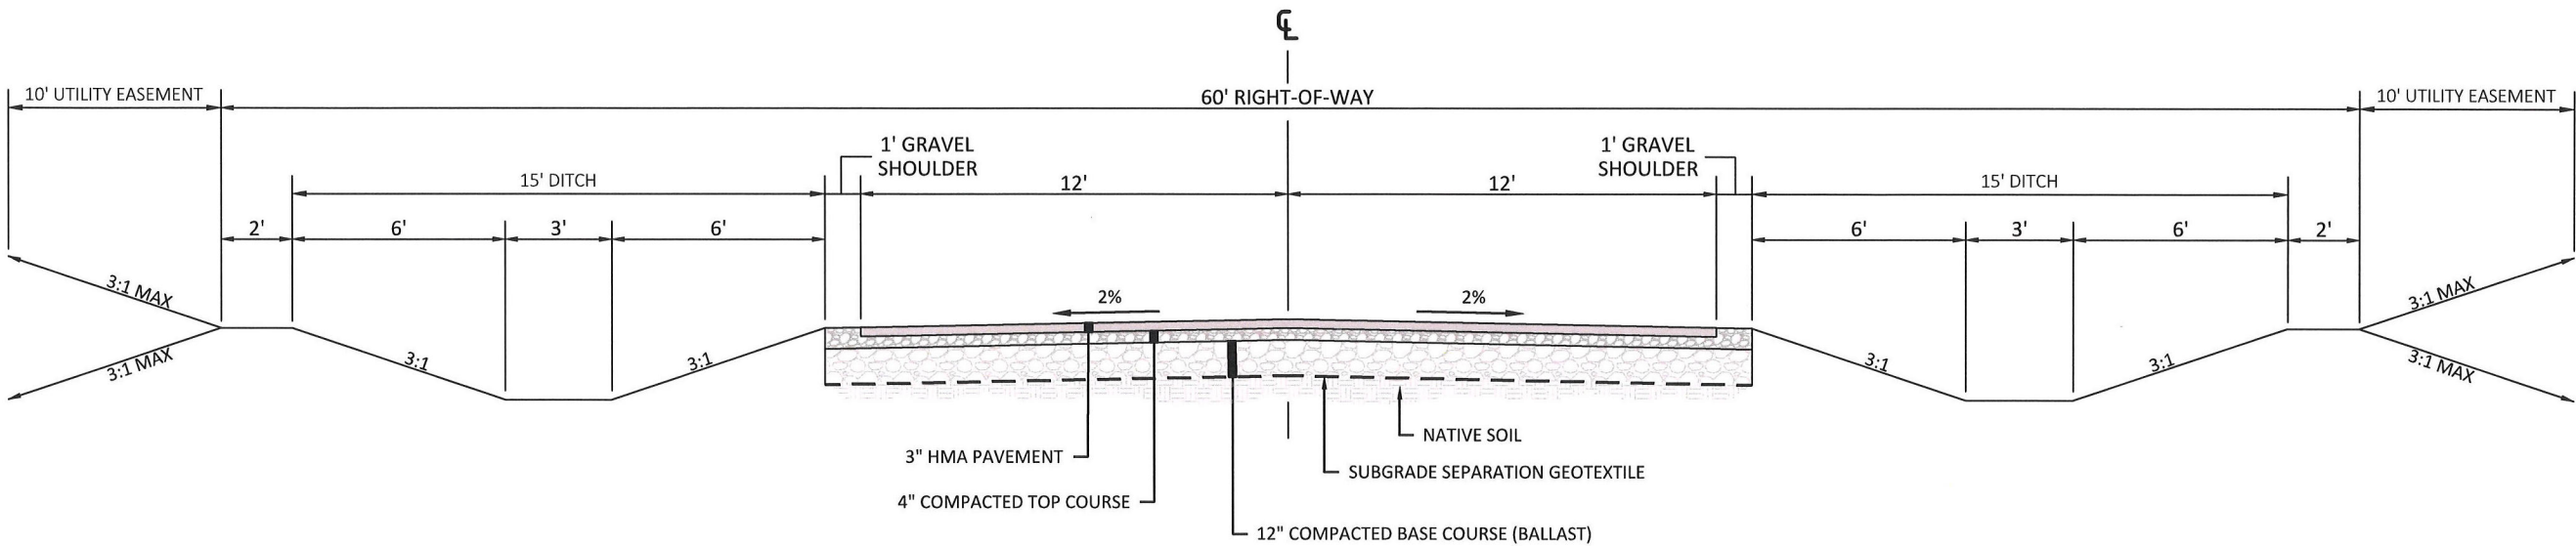 ℄
10' UTILITY EASEMENT
60' RIGHT-OF-WAY
10' UTILITY EASEMENT
1' GRAVEL
SHOULDER
1' GRAVEL
SHOULDER
15' DITCH
12'
12'
15' DITCH
2'
6'
3'
6'
6'
3'
6'
2'
3:1 MAX
3:1 MAX
3:1
3:1
2%
2%
3:1
3:1
3:1 MAX
3:1 MAX
NATIVE SOIL
3" HMA PAVEMENT
SUBGRADE SEPARATION GEOTEXTILE
4" COMPACTED TOP COURSE
12" COMPACTED BASE COURSE (BALLAST)